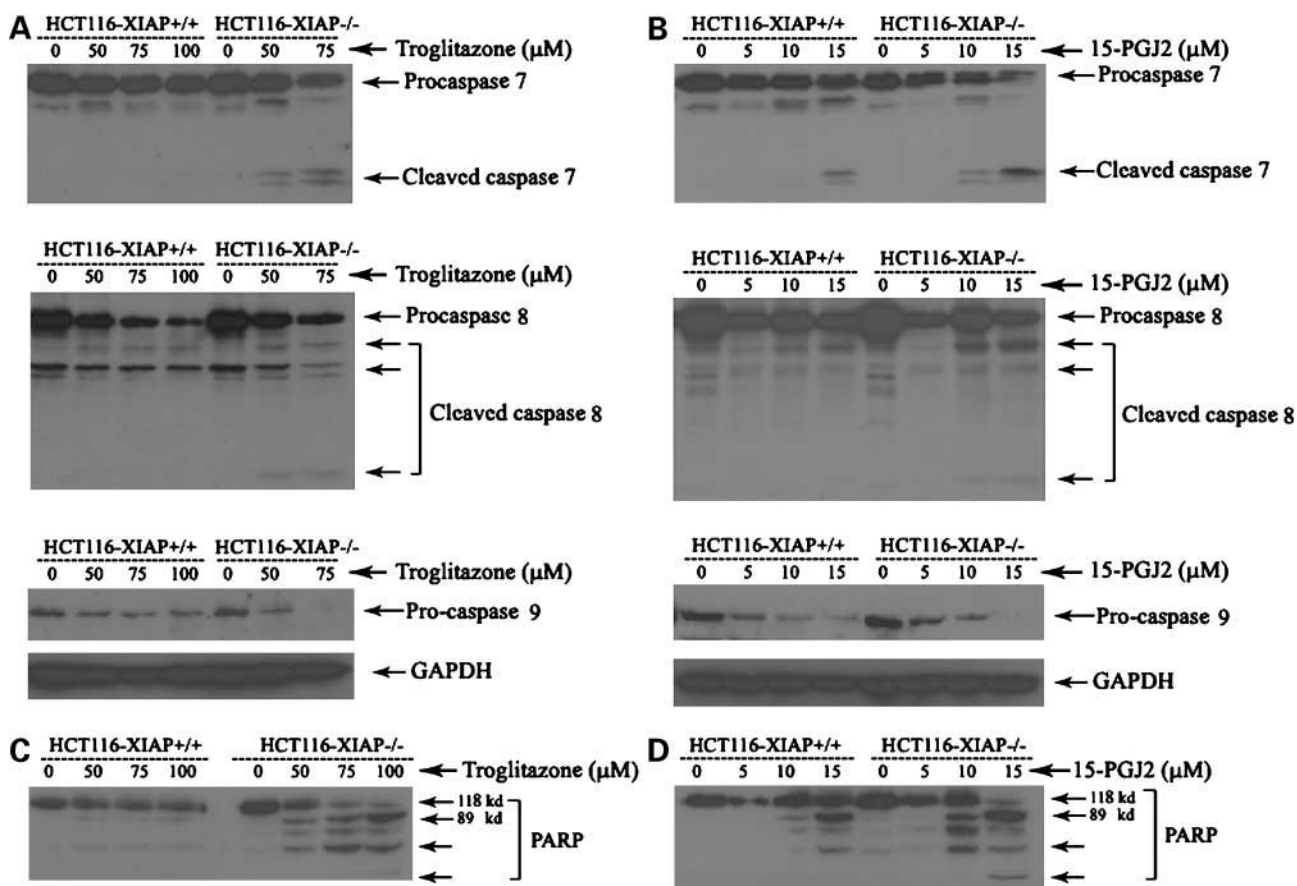 A
HCT116-XIAP+/+ HCT116-XIAP-/-
0 50 75 100 0 50 75 Troglitazone (μM)
Procaspase 7
Cleaved caspase 7
HCT116-XIAP+/+ HCT116-XIAP-/-
0 50 75 100 0 50 75 Troglitazone (μM)
Procaspase 8
Cleaved caspase 8
HCT116-XIAP+/+ HCT116-XIAP-/-
0 50 75 100 0 50 75 Troglitazone (μM)
Pro-caspase 9
GAPDH
B
HCT116-XIAP+/+ HCT116-XIAP-/-
0 5 10 15 0 5 10 15 15-PGJ2 (μM)
Procaspase 7
Cleaved caspase 7
HCT116-XIAP+/+ HCT116-XIAP-/-
0 5 10 15 0 5 10 15 15-PGJ2 (μM)
Procaspase 8
Cleaved caspase 8
HCT116-XIAP+/+ HCT116-XIAP-/-
0 5 10 15 0 5 10 15 15-PGJ2 (μM)
Pro-caspase 9
GAPDH
C
HCT116-XIAP+/+ HCT116-XIAP-/-
0 50 75 100 0 50 75 100 Troglitazone (μM)
118 kd
89 kd
PARP
D
HCT116-XIAP+/+ HCT116-XIAP-/-
0 5 10 15 0 5 10 15 15-PGJ2 (μM)
118 kd
89 kd
PARP